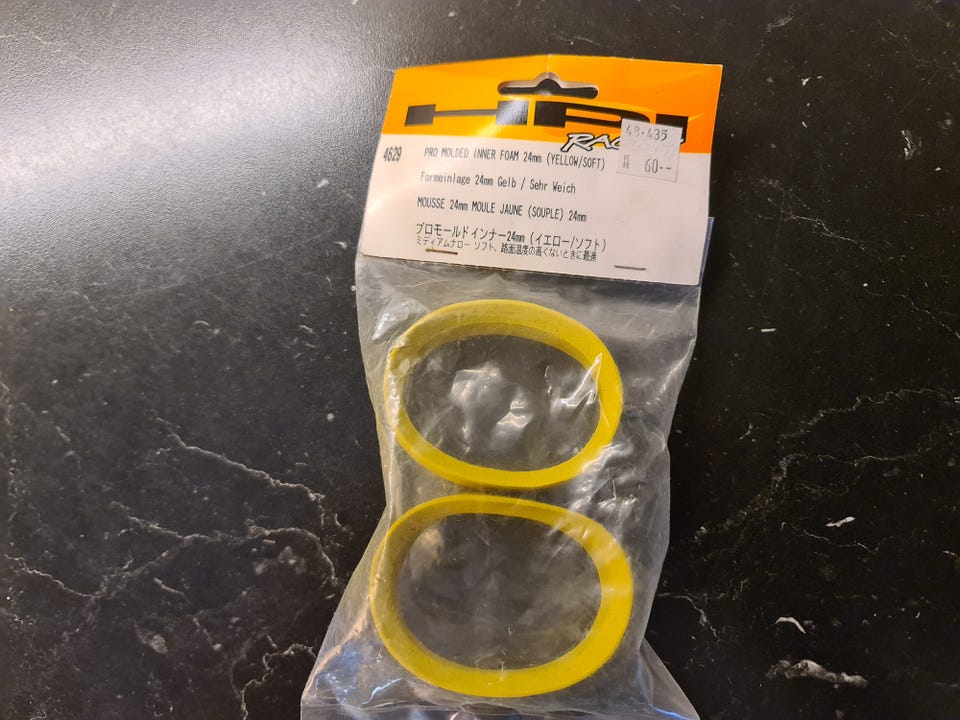 HPI
RACING
48-435
KR 60.-
4629
PRO MOLDED INNER FOAM 24mm (YELLOW/SOFT)
Formeinlage 24mm Gelb / Sehr Weich
MOUSSE 24mm MOULE JAUNE (SOUPLE) 24mm
プロモールドインナー24mm (イエロー/ソフト)
ミディアムナロー ソフト、路面温度の高くないときに最適